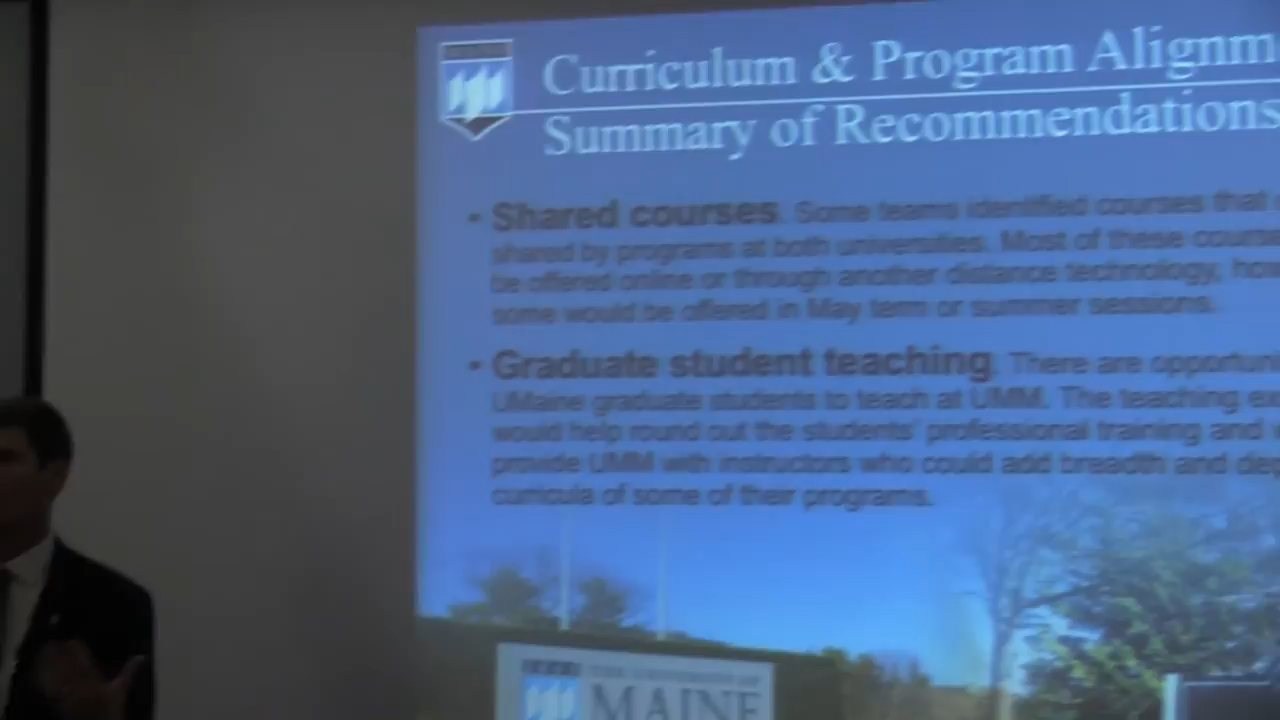 Curriculum & Program Alignm
Summary of Recommendations
• Shared courses. Some teams identified courses that
shared by programs at both universities. Most of these course
be offered online or through another distance technology, how
some would be offered in May term or summer sessions.
• Graduate student teaching. There are opportuni
UMaine graduate students to teach at UMM. The teaching ex
would help round out the students' professional training and
provide UMM with instructors who could add breadth and dep
curricula of some of their programs.
THE UNIVERSITY OF
MAINE